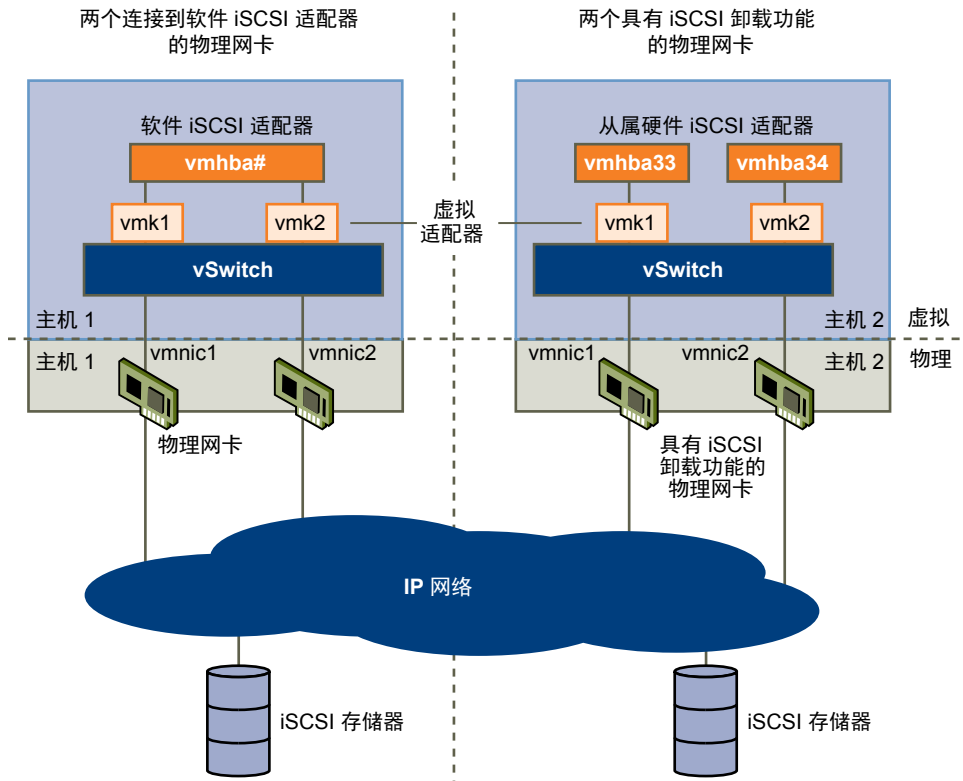 两个连接到软件 iSCSI 适配器
的物理网卡
两个具有 iSCSI 卸载功能
的物理网卡
软件 iSCSI 适配器
vmhba#
vmk1
vmk2
vSwitch
主机 1
虚拟
适配器
从属硬件 iSCSI 适配器
vmhba33
vmhba34
vmk1
vmk2
vSwitch
主机 2
虚拟
主机 1
vmnic1
vmnic2
物理网卡
vmnic1
vmnic2
主机 2
物理
具有 iSCSI
卸载功能的
物理网卡
IP 网络
iSCSI 存储器
iSCSI 存储器